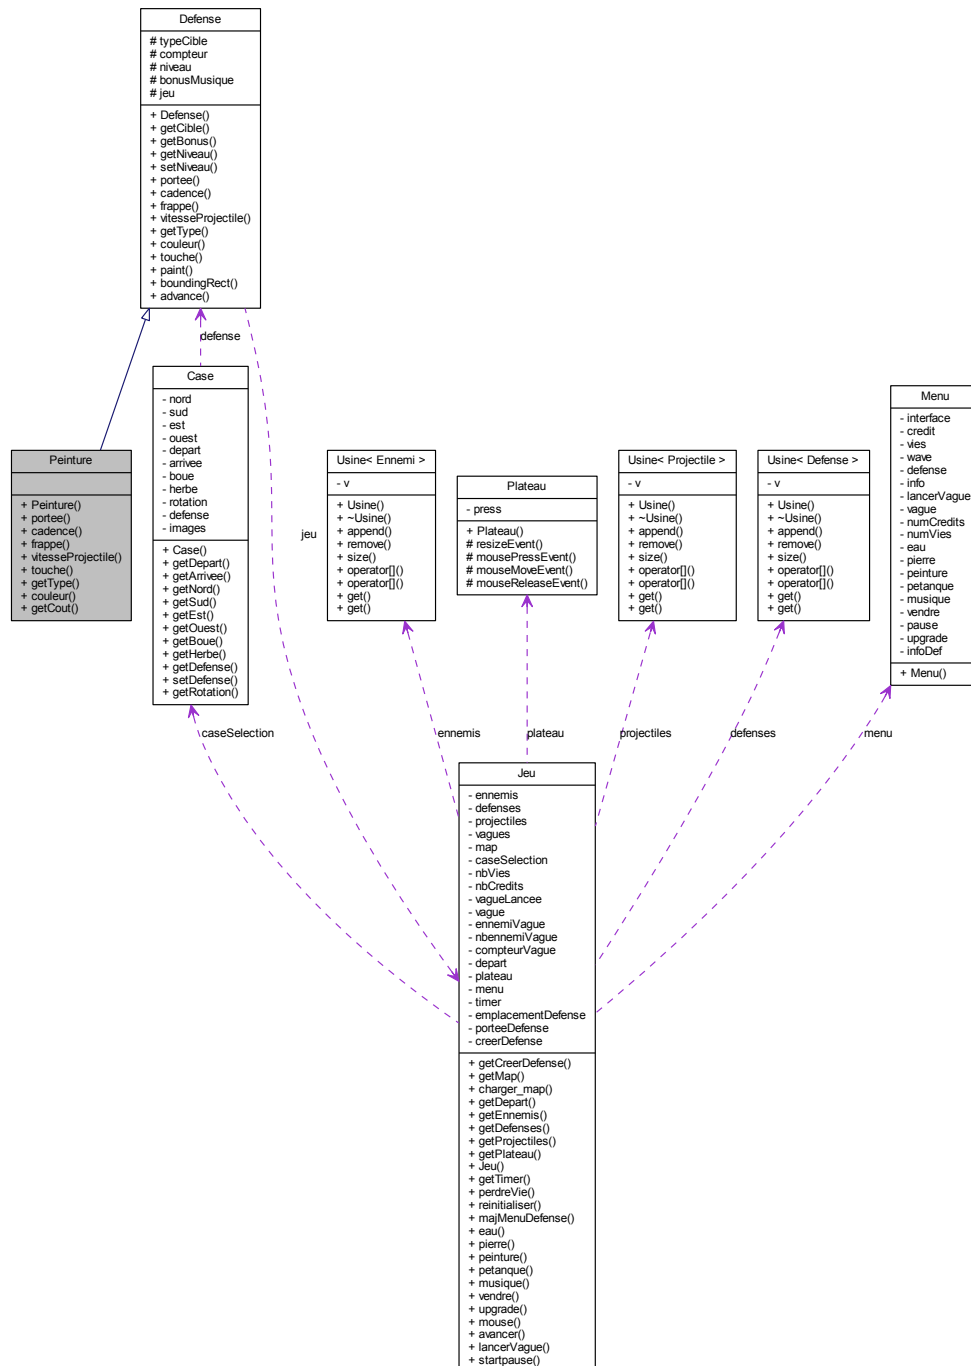 Defense
# typeCible
# compteur
# niveau
# bonusMusique
# jeu
+ Defense()
+ getCible()
+ getBonus()
+ getNiveau()
+ setNiveau()
+ portee()
+ cadence()
+ frappe()
+ vitesseProjectile()
+ getType()
+ couleur()
+ touche()
+ paint()
+ boundingRect()
+ advance()
defense
Case
- nord
- sud
- est
- ouest
- depart
- arrivee
- boue
- herbe
- rotation
- defense
- images
+ Case()
+ getDepart()
+ getArrivee()
+ getNord()
+ getSud()
+ getEst()
+ getOuest()
+ getBoue()
+ getHerbe()
+ getDefense()
+ setDefense()
+ getRotation()
Peinture
+ Peinture()
+ portee()
+ cadence()
+ frappe()
+ vitesseProjectile()
+ touche()
+ getType()
+ couleur()
+ getCout()
jeu
Usine< Ennemi >
- v
+ Usine()
+ ~Usine()
+ append()
+ remove()
+ size()
+ operator[]()
+ operator[]()
+ get()
+ get()
Plateau
- press
+ Plateau()
# resizeEvent()
# mousePressEvent()
# mouseMoveEvent()
# mouseReleaseEvent()
Usine< Projectile >
- v
+ Usine()
+ ~Usine()
+ append()
+ remove()
+ size()
+ operator[]()
+ operator[]()
+ get()
+ get()
Usine< Defense >
- v
+ Usine()
+ ~Usine()
+ append()
+ remove()
+ size()
+ operator[]()
+ operator[]()
+ get()
+ get()
Menu
- interface
- credit
- vies
- wave
- defense
- info
- lancerVague
- vague
- numCredits
- numVies
- eau
- pierre
- peinture
- petanque
- musique
- vendre
- pause
- upgrade
- infoDef
+ Menu()
caseSelection
ennemis
plateau
projectiles
defenses
menu
Jeu
- ennemis
- defenses
- projectiles
- vagues
- map
- caseSelection
- nbVies
- nbCredits
- vagueLancee
- vague
- ennemiVague
- nbennemiVague
- compteurVague
- depart
- plateau
- menu
- timer
- emplacementDefense
- porteeDefense
- creerDefense
+ getCreerDefense()
+ getMap()
+ charger_map()
+ getDepart()
+ getEnnemis()
+ getDefenses()
+ getProjectiles()
+ getPlateau()
+ Jeu()
+ getTimer()
+ perdreVie()
+ reinitialiser()
+ majMenuDefense()
+ eau()
+ pierre()
+ peinture()
+ petanque()
+ musique()
+ vendre()
+ upgrade()
+ mouse()
+ avancer()
+ lancerVague()
+ startpause()